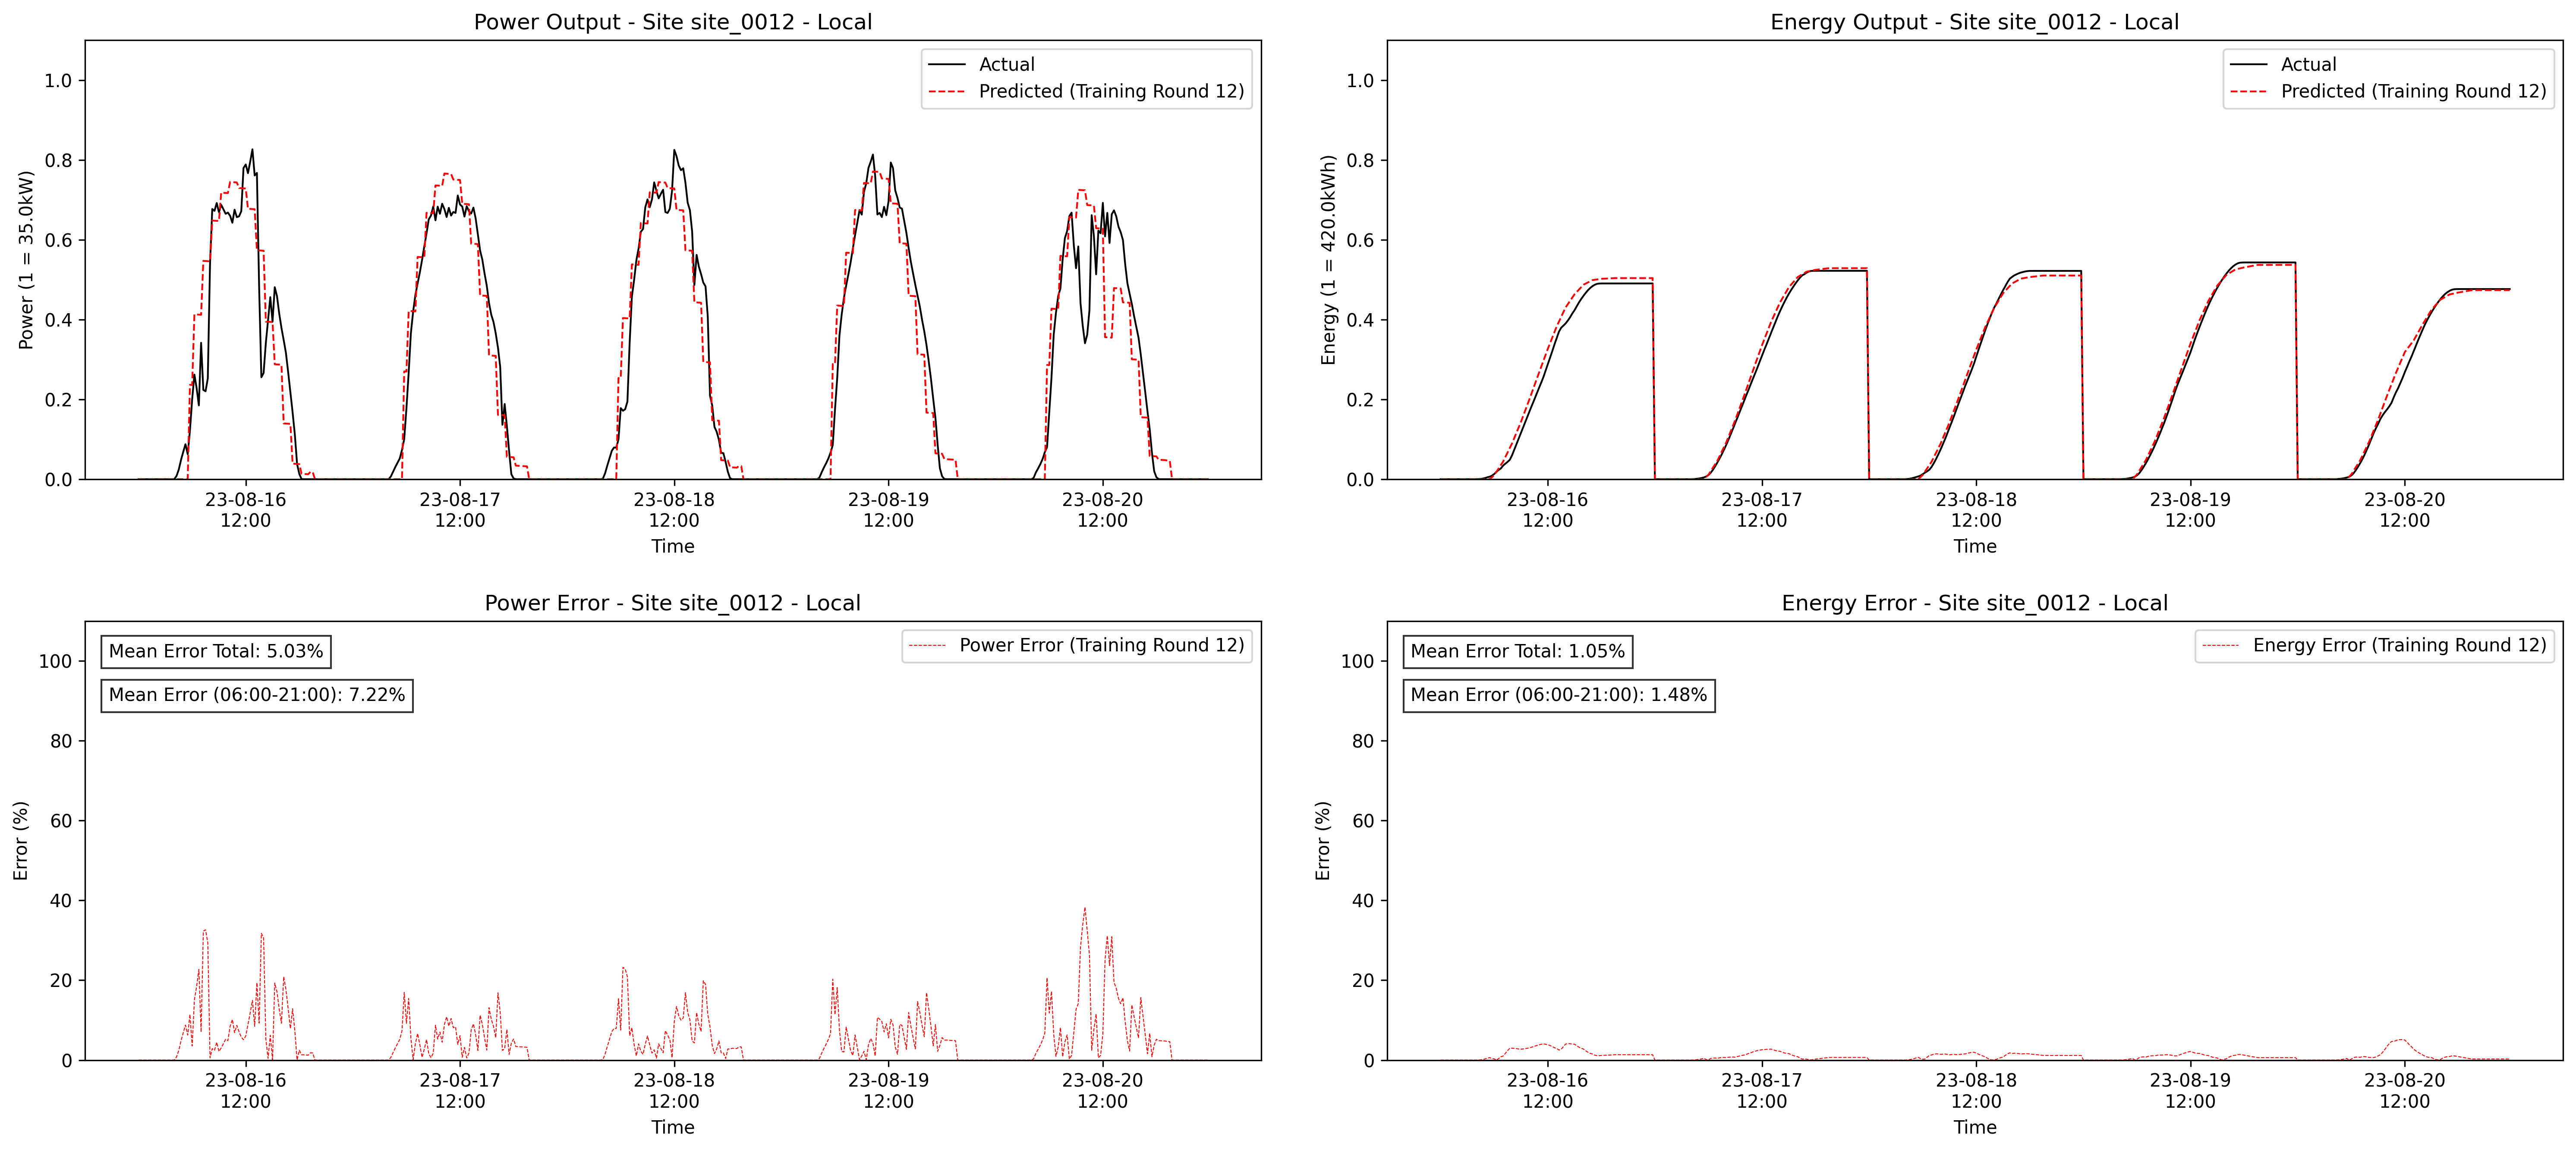 Power Output - Site site_0012 - Local
Power (1 = 35.0kW)
1.0
0.8
0.6
0.4
0.2
0.0
Actual
Predicted (Training Round 12)
23-08-16
12:00
23-08-17
12:00
23-08-18
12:00
23-08-19
12:00
23-08-20
12:00
Time
Energy Output - Site site_0012 - Local
Energy (1 = 420.0kWh)
1.0
0.8
0.6
0.4
0.2
0.0
Actual
Predicted (Training Round 12)
23-08-16
12:00
23-08-17
12:00
23-08-18
12:00
23-08-19
12:00
23-08-20
12:00
Time
Power Error - Site site_0012 - Local
Error (%)
100
80
60
40
20
0
Mean Error Total: 5.03%
Mean Error (06:00-21:00): 7.22%
Power Error (Training Round 12)
23-08-16
12:00
23-08-17
12:00
23-08-18
12:00
23-08-19
12:00
23-08-20
12:00
Time
Energy Error - Site site_0012 - Local
Error (%)
100
80
60
40
20
0
Mean Error Total: 1.05%
Mean Error (06:00-21:00): 1.48%
Energy Error (Training Round 12)
23-08-16
12:00
23-08-17
12:00
23-08-18
12:00
23-08-19
12:00
23-08-20
12:00
Time